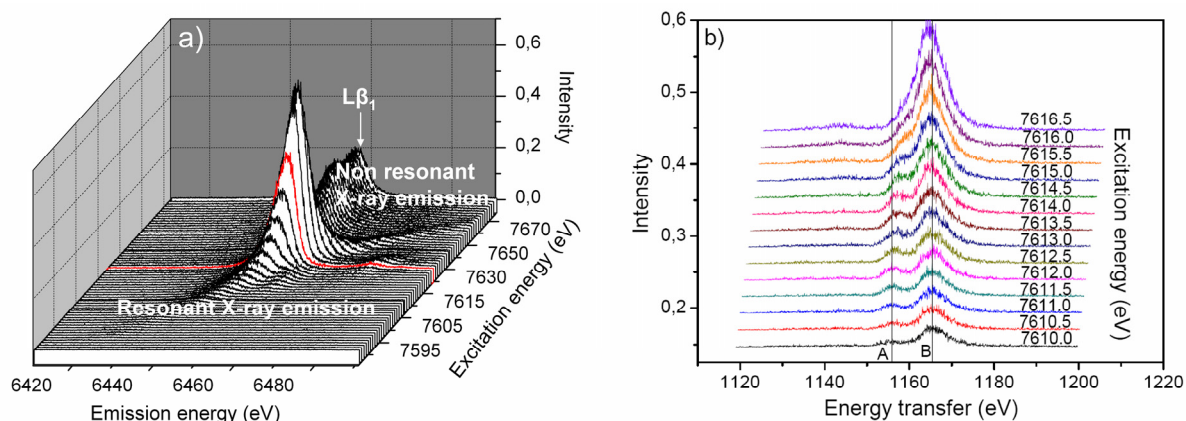 a)
0,6
0,4
0,2
0,0
Intensity
Lβ1
Non resonant
X-ray emission
Resonant X-ray emission
7670
7650
7630
7615
7605
7595
Excitation energy (eV)
6420
6440
6460
6480
Emission energy (eV)
b)
0,6
0,5
0,4
0,3
0,2
Intensity
7616.5
7616.0
7615.5
7615.0
7614.5
7614.0
7613.5
7613.0
7612.5
7612.0
7611.5
7611.0
7610.5
7610.0
Excitation energy (eV)
A
B
1120
1140
1160
1180
1200
1220
Energy transfer (eV)